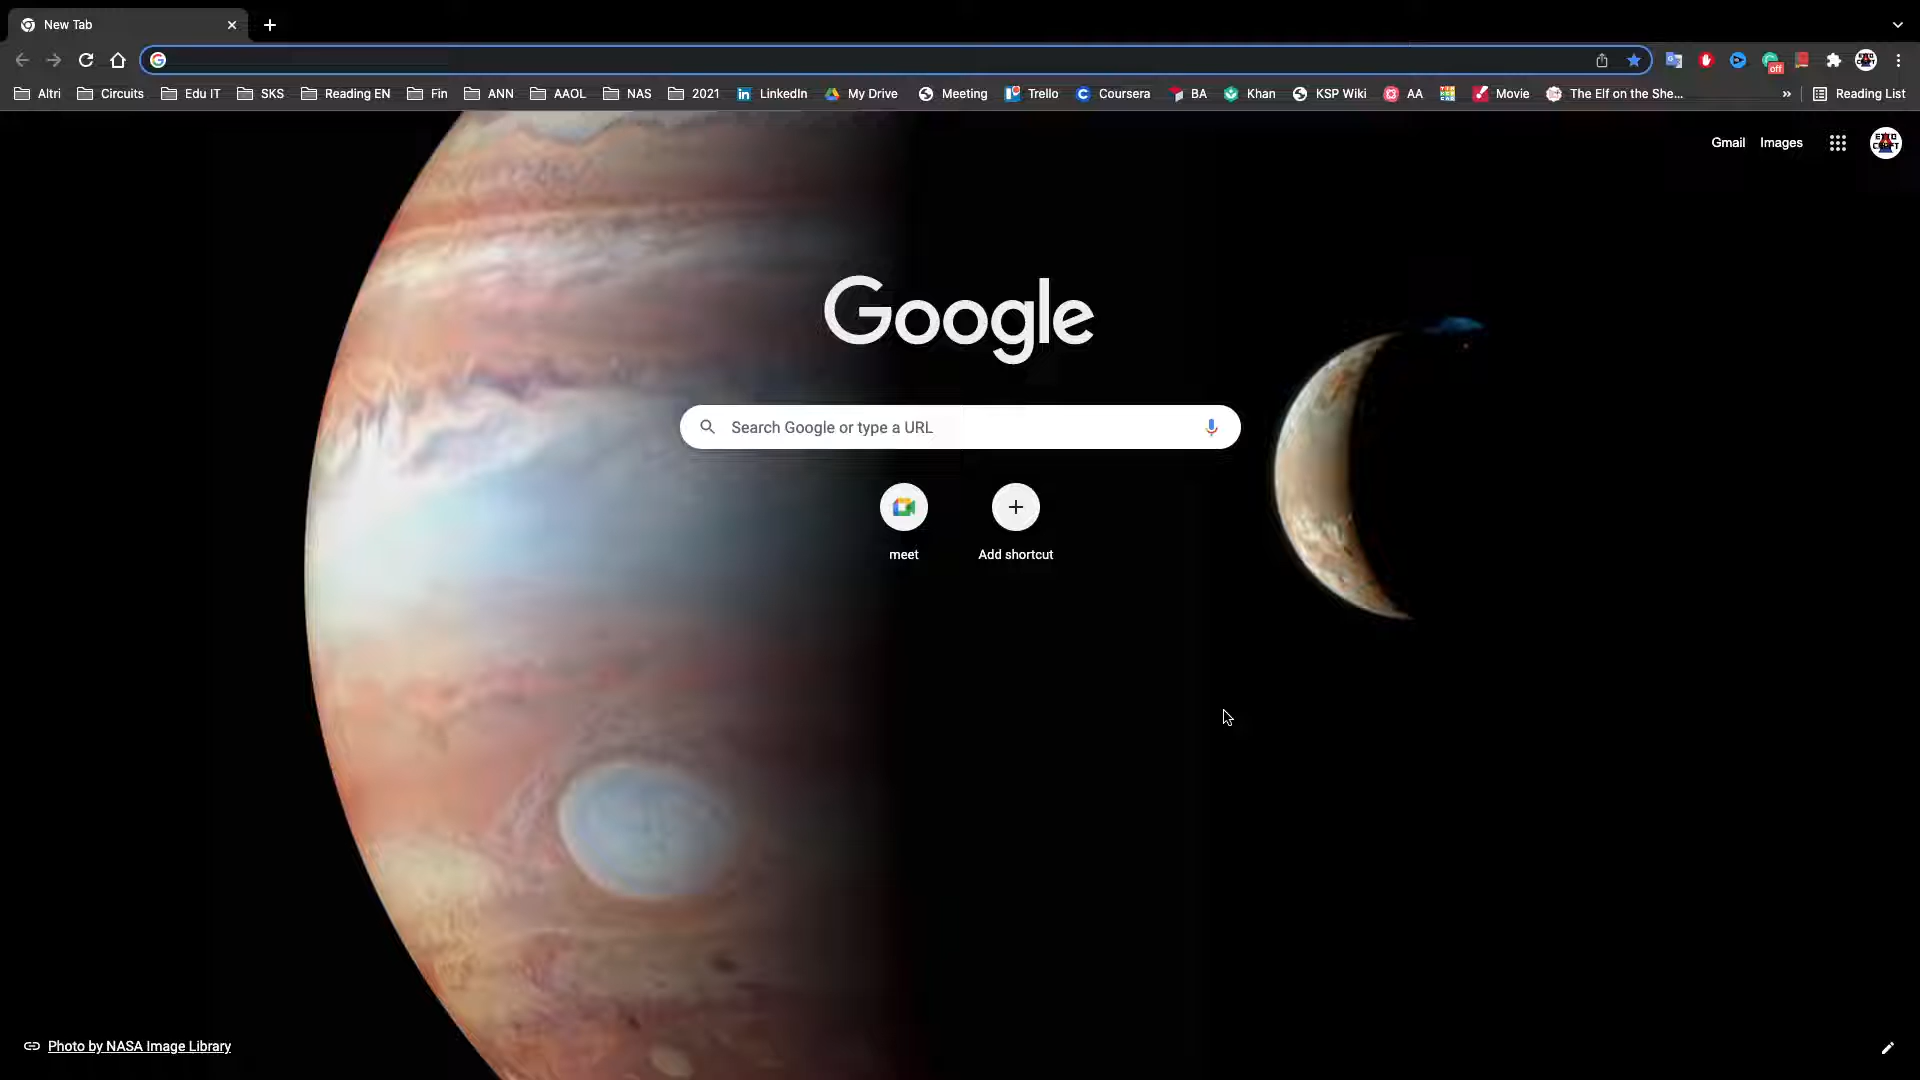 New Tab
Altri Circuits Edu IT SKS Reading EN Fin ANN AAOL NAS 2021 LinkedIn My Drive Meeting Trello Coursera BA Khan KSP Wiki AA Movie The Elf on the She... » Reading List
off
Gmail Images
Google
Search Google or type a URL
meet Add shortcut
Photo by NASA Image Library